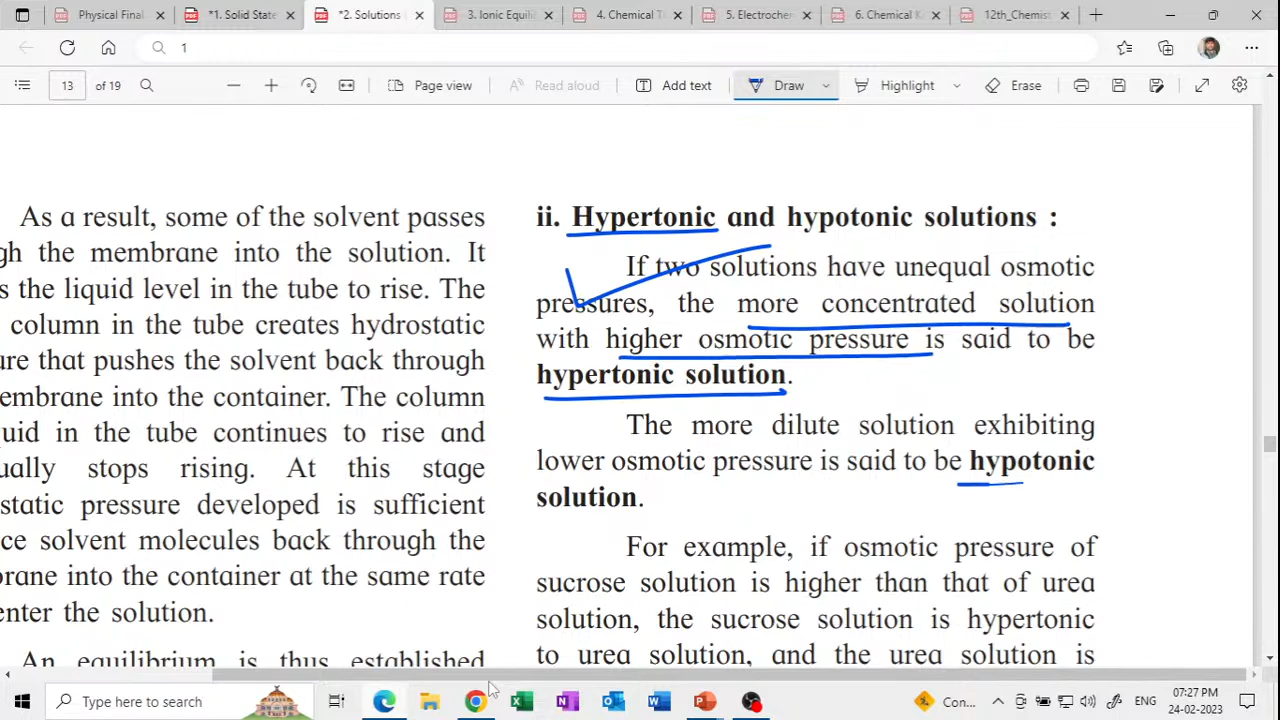 Physical Final
*1. Solid State
*2. Solutions
3. Ionic Equili
4. Chemical T
5. Electrochem
6. Chemical K
12th_Chemist
1
13 of 19
Page view
Read aloud
Add text
Draw
Highlight
Erase
As a result, some of the solvent passes
gh the membrane into the solution. It
s the liquid level in the tube to rise. The
column in the tube creates hydrostatic
ure that pushes the solvent back through
embrane into the container. The column
quid in the tube continues to rise and
ually stops rising. At this stage
static pressure developed is sufficient
ce solvent molecules back through the
brane into the container at the same rate
enter the solution.
An equilibrium is thus established
ii. Hypertonic and hypotonic solutions :
If two solutions have unequal osmotic
pressures, the more concentrated solution
with higher osmotic pressure is said to be
hypertonic solution.
The more dilute solution exhibiting
lower osmotic pressure is said to be hypotonic
solution.
For example, if osmotic pressure of
sucrose solution is higher than that of urea
solution, the sucrose solution is hypertonic
to urea solution, and the urea solution is
Type here to search
Con...
ENG
07:27 PM
24-02-2023